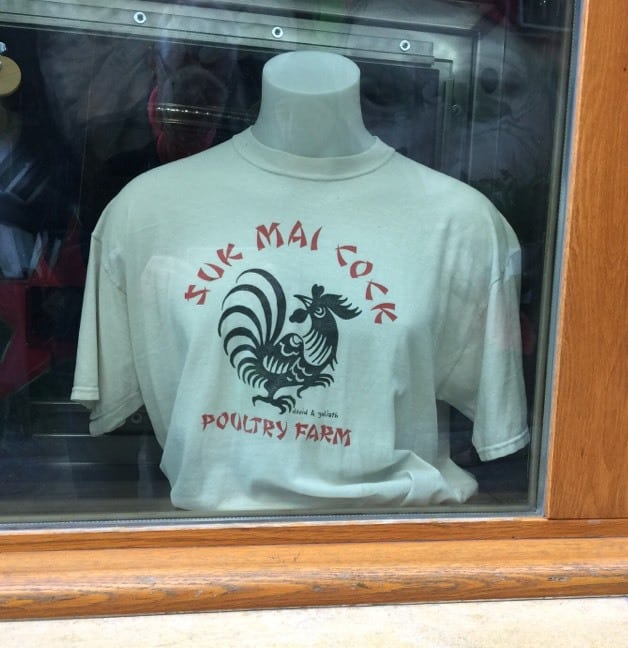 SUK MAI COCK
david & goliath
POULTRY FARM